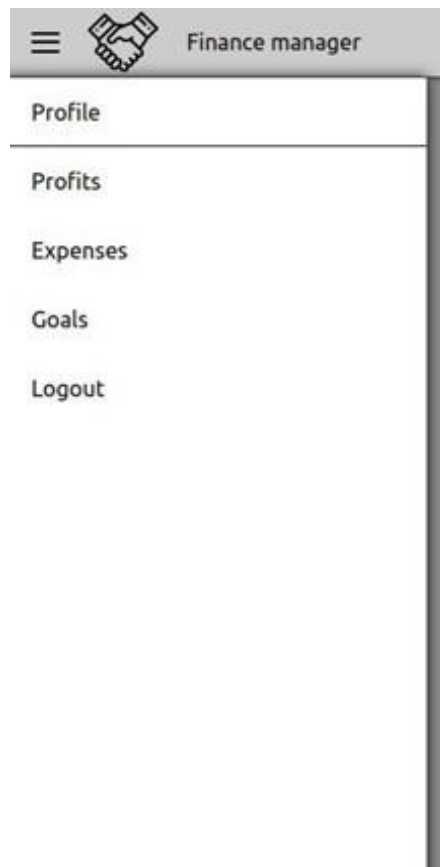 Finance manager
Profile
Profits
Expenses
Goals
Logout